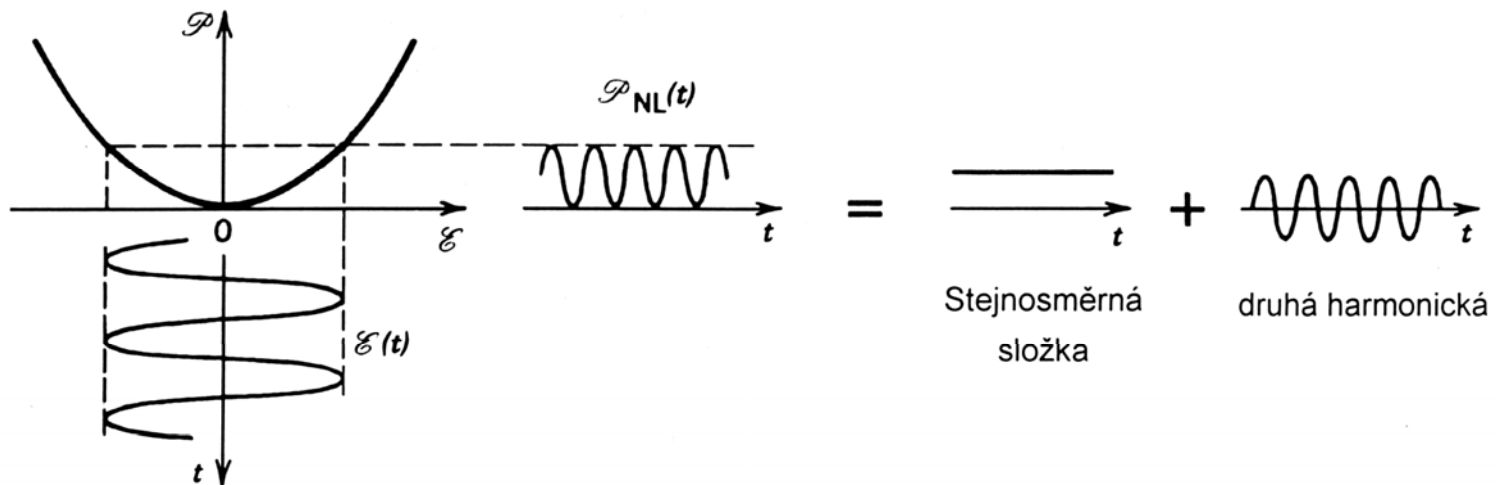 𝒫
0
ℰ
ℰ(t)
t
𝒫NL(t)
t
=
t
Stejnosměrná
složka
+
t
druhá harmonická